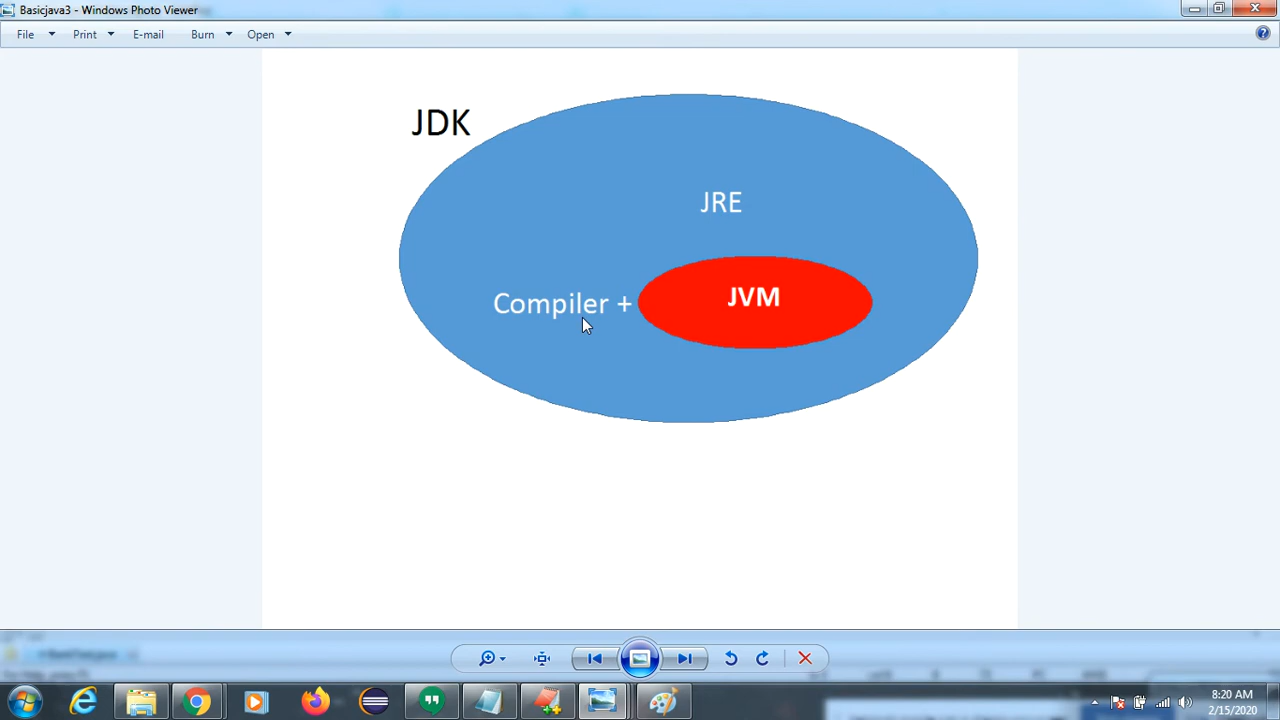 Basicjava3 - Windows Photo Viewer
File Print E-mail Burn Open
JDK
JRE
Compiler +
JVM
8:20 AM
2/15/2020